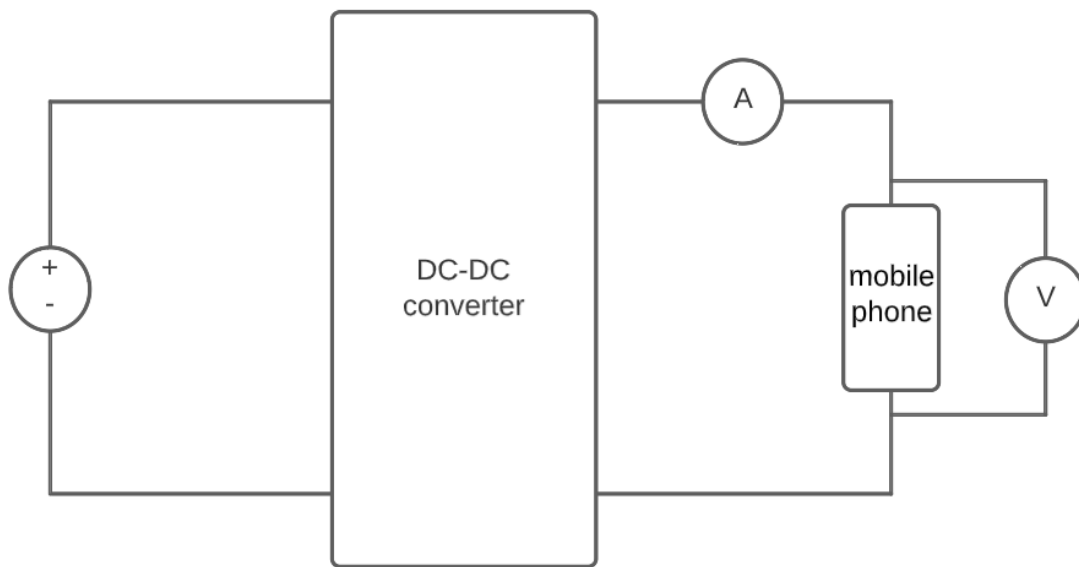 +
-
DC-DC
converter
A
mobile
phone
V